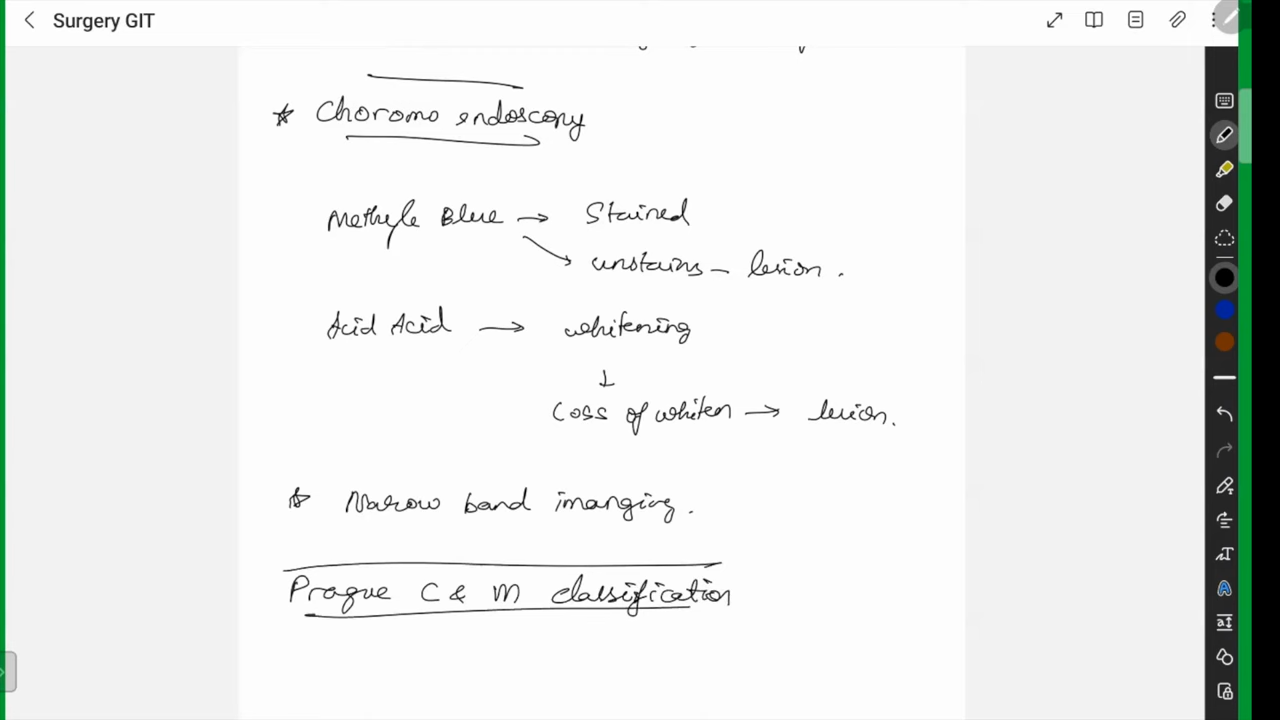 Surgery GIT
Choromo endoscopy
Methyle Blue → Stained
unstains - lesion.
Acid Acid → whitening
Loss of whiten → lesion.
Narow band imanging.
Prague C & M classification